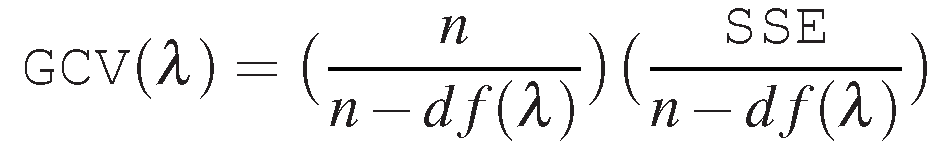 GCV(λ) = (n / (n − df(λ))) (SSE / (n − df(λ)))